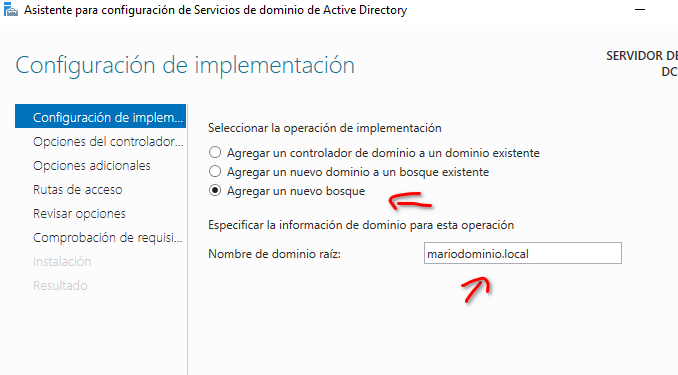 Asistente para configuración de Servicios de dominio de Active Directory
Configuración de implementación
SERVIDOR DE
DC
Configuración de implem...
Opciones del controlador...
Opciones adicionales
Rutas de acceso
Revisar opciones
Comprobación de requisi...
Instalación
Resultado
Seleccionar la operación de implementación
Agregar un controlador de dominio a un dominio existente
Agregar un nuevo dominio a un bosque existente
Agregar un nuevo bosque
Especificar la información de dominio para esta operación
Nombre de dominio raíz: mariodominio.local